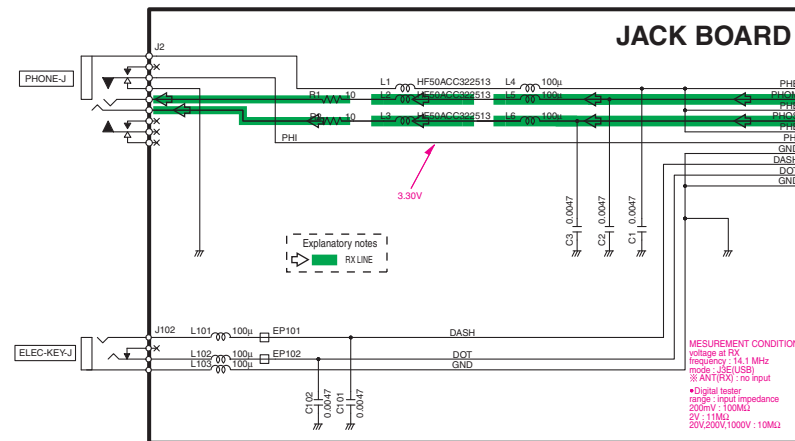 JACK BOARD
J2
PHONE-J
L1 HF50ACC322513 L4 100µ
R1 10 L2 HF50ACC322513 L5 100µ
10 L3 HF50ACC322513 L6 100µ
PHI
GND
DASH
DOT
GND
3.30V
C3 0.0047
C2 0.0047
C1 0.0047
Explanatory notes
RX LINE
J102
L101 100µ EP101
DASH
ELEC-KEY-J
L102 100µ EP102
DOT
L103 100µ
GND
C102 0.0047
C101 0.0047
MESUREMENT CONDITION
voltage at RX
frequency : 14.1 MHz
mode : J3E(USB)
※ ANT(RX) : no input
•Digital tester
range : input impedance
200mV : 100MΩ
2V : 11MΩ
20V,200V,1000V : 10MΩ